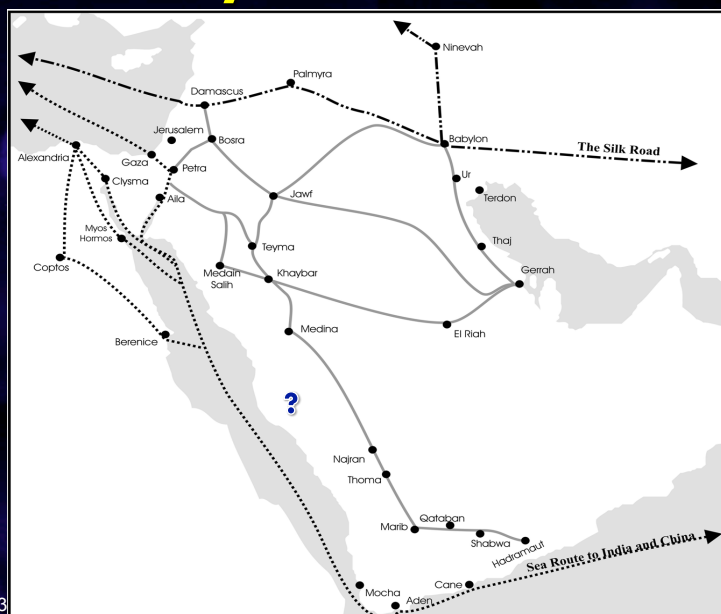 Ninevah
Palmyra
Damascus
Jerusalem
Bosra
Babylon
The Silk Road
Alexandria
Gaza
Petra
Clysma
Ur
Aila
Jawf
Terdon
Myos
Hormos
Teyma
Thaj
Coptos
Medain
Salih
Khaybar
Gerrah
Berenice
Medina
El Riah
?
Najran
Thoma
Marib
Qataban
Shabwa
Hadramaut
Sea Route to India and China
Mocha
Aden
Cane
3